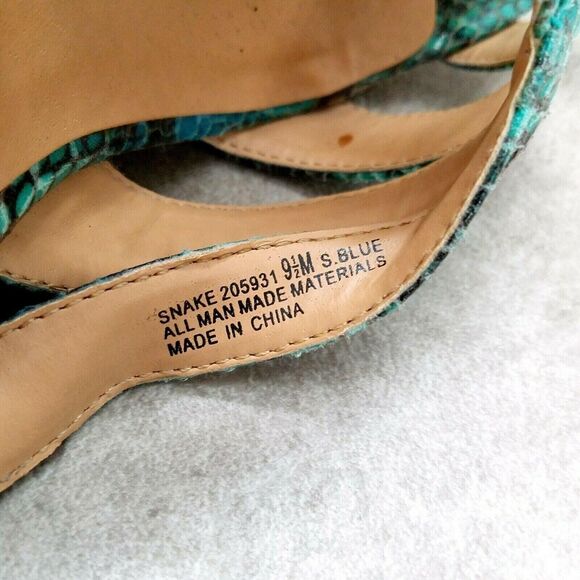 SNAKE 205931 9½M S.BLUE
ALL MAN MADE MATERIALS
MADE IN CHINA